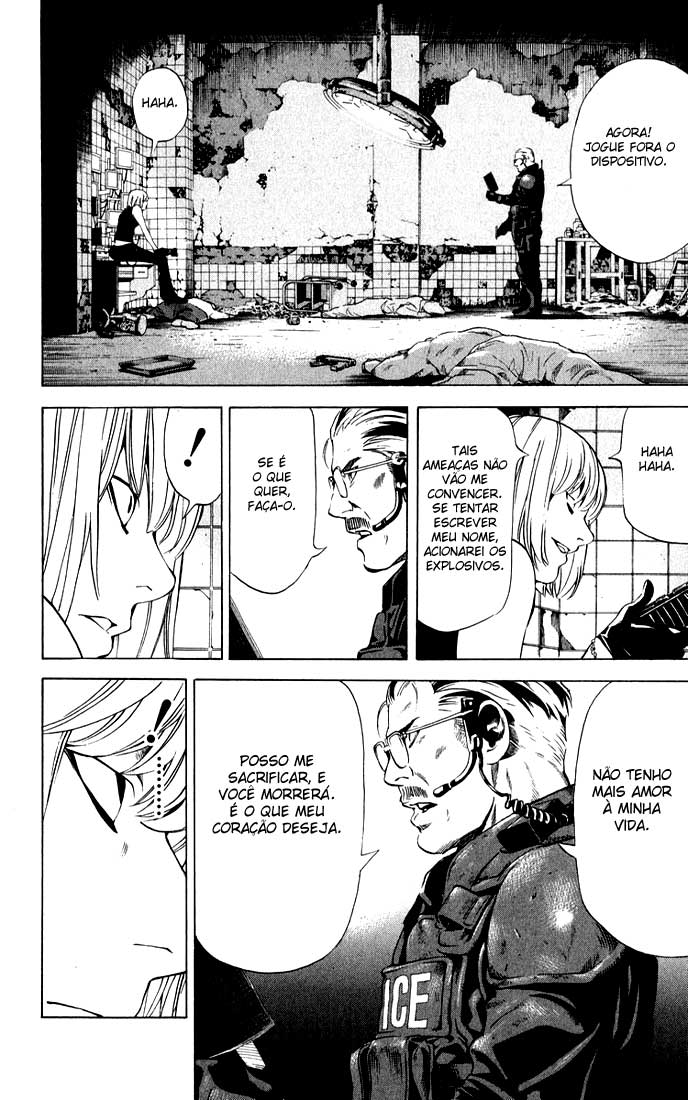 AGORA!
JOGUE FORA O
DISPOSITIVO.
HAHA.
HAHA
HAHA.
TAIS
AMEAÇAS NÃO
VÃO ME
CONVENCER.
SE TENTAR
ESCREVER
MEU NOME,
ACIONAREI OS
EXPLOSIVOS.
SE É
O QUE
QUER,
FAÇA-O.
!
NÃO TENHO
MAIS AMOR
À MINHA
VIDA.
POSSO ME
SACRIFICAR, E
VOCÊ MORRERÁ.
É O QUE MEU
CORAÇÃO DESEJA.
ICE
!